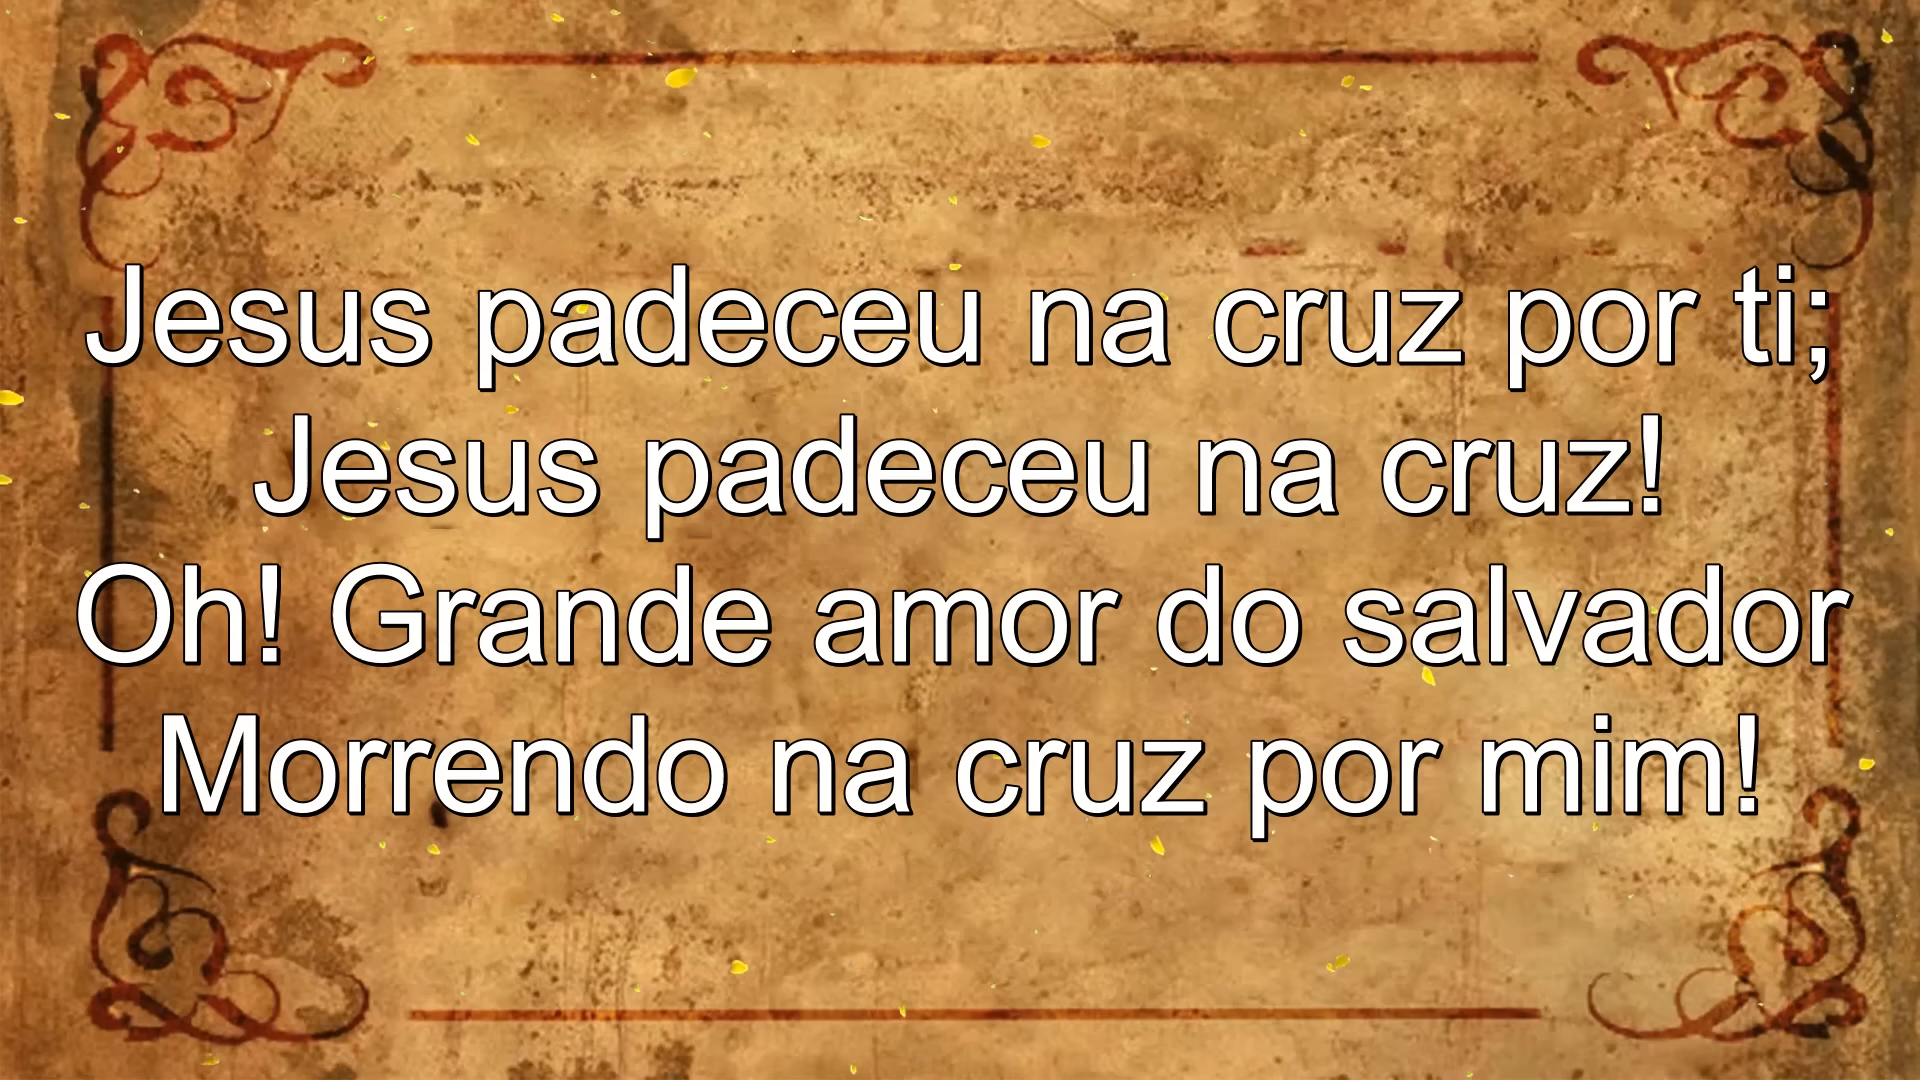 Jesus padeceu na cruz por ti;
Jesus padeceu na cruz!
Oh! Grande amor do salvador
Morrendo na cruz por mim!